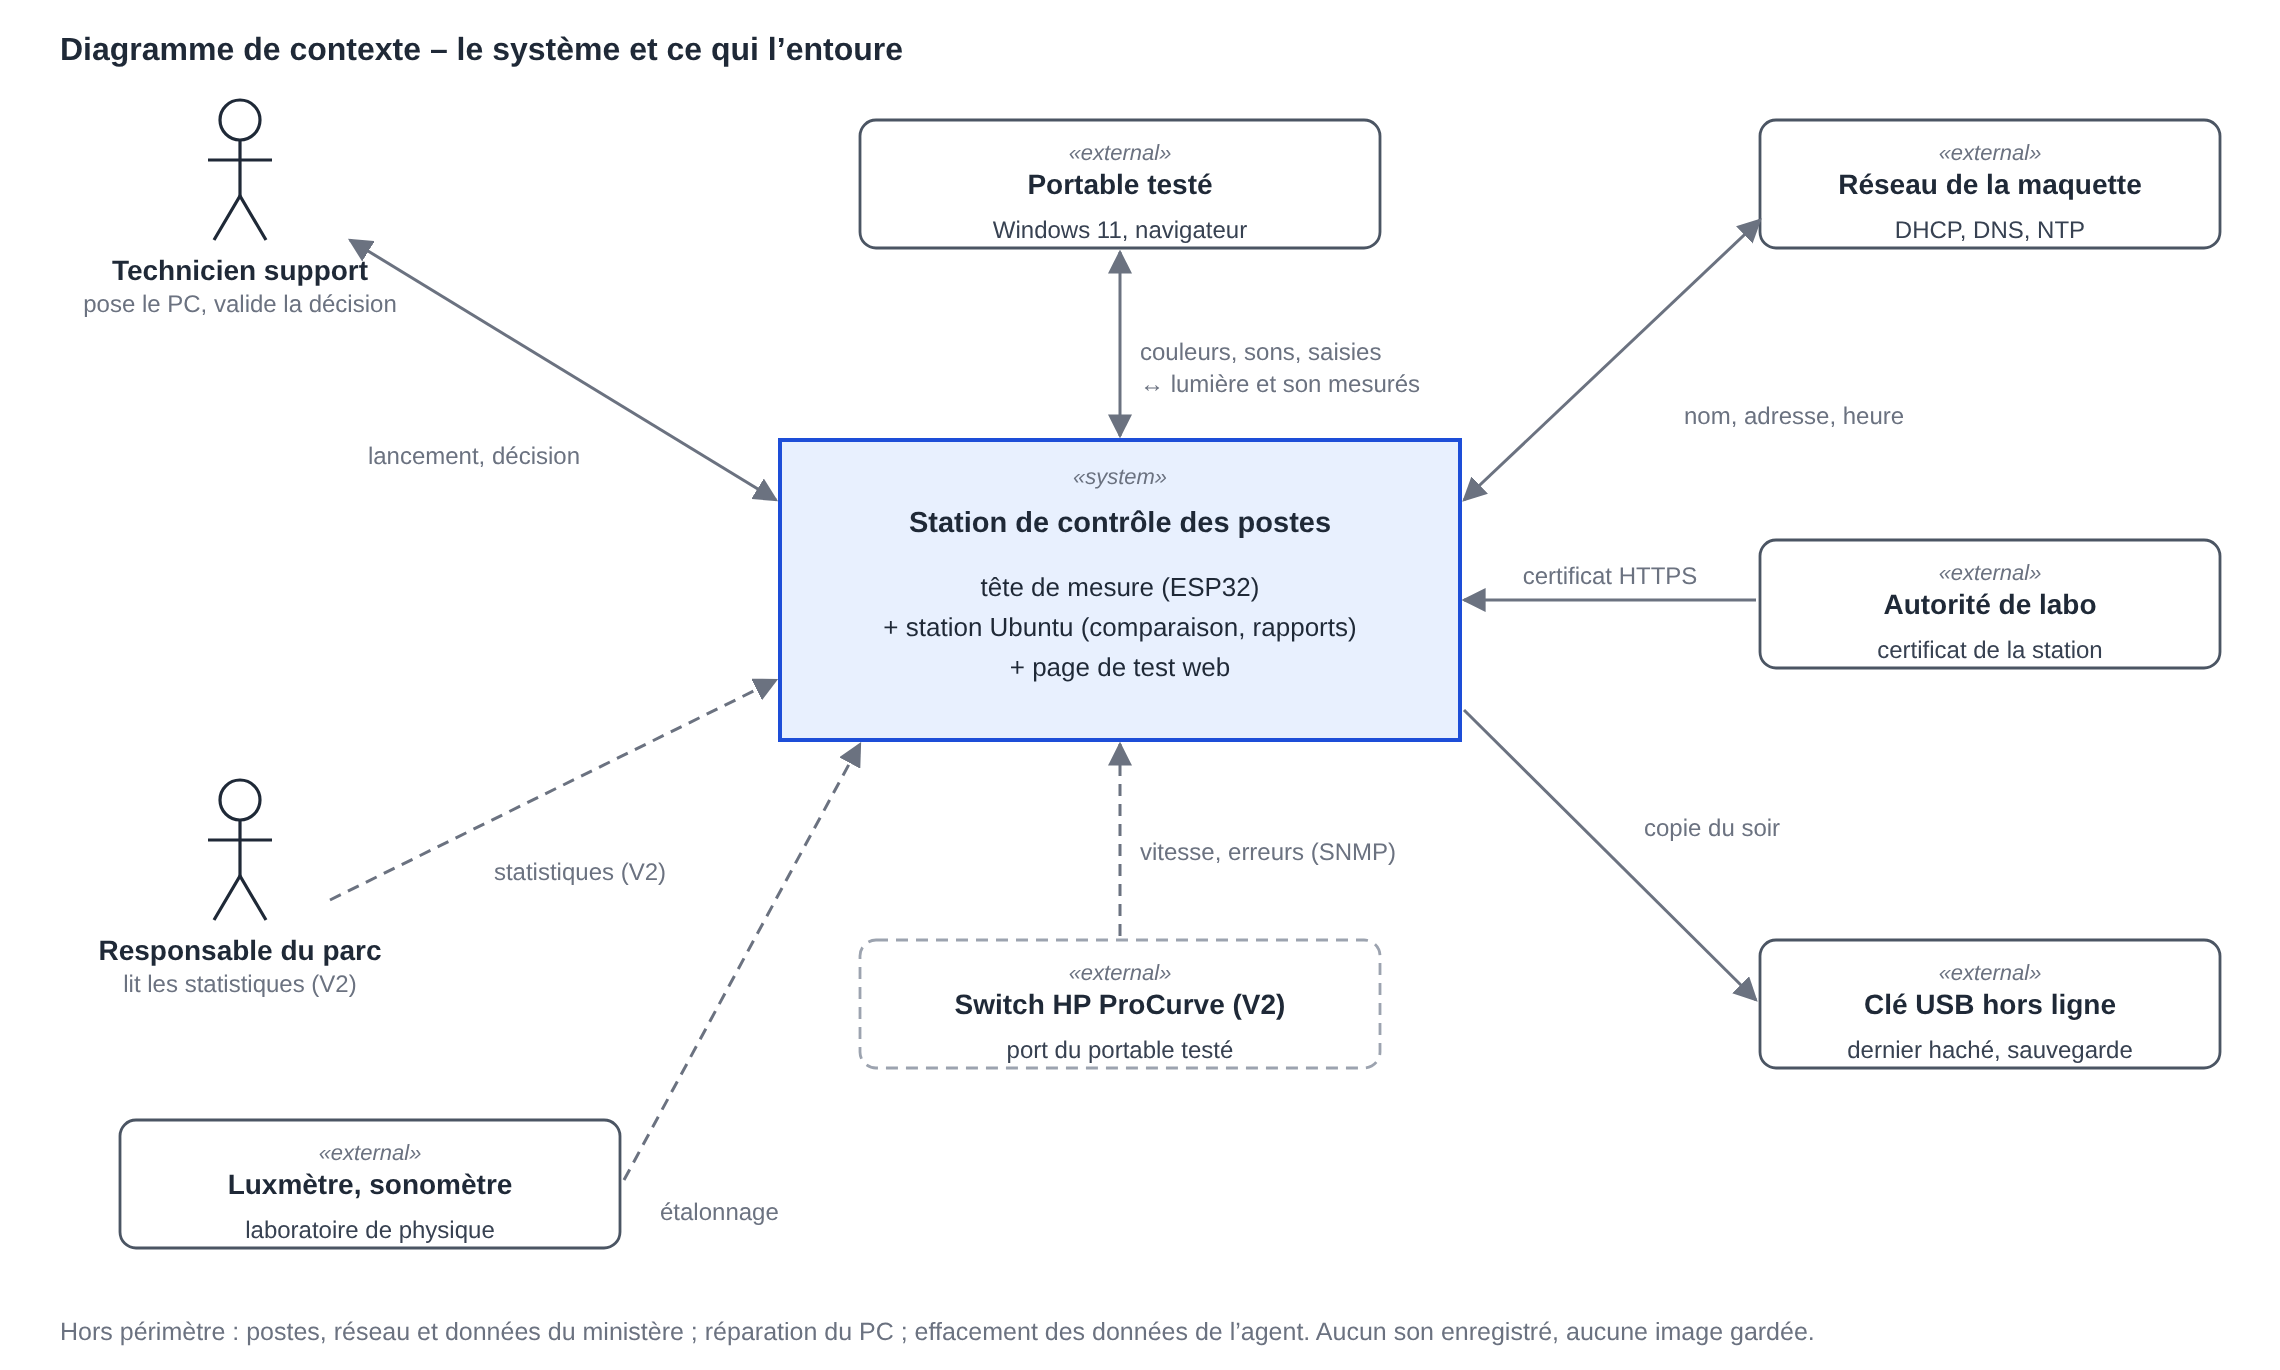 Diagramme de contexte – le système et ce qui l’entoure
Technicien support
pose le PC, valide la décision
«external»
Portable testé
Windows 11, navigateur
«external»
Réseau de la maquette
DHCP, DNS, NTP
couleurs, sons, saisies
↔ lumière et son mesurés
nom, adresse, heure
lancement, décision
«system»
Station de contrôle des postes
tête de mesure (ESP32)
+ station Ubuntu (comparaison, rapports)
+ page de test web
certificat HTTPS
«external»
Autorité de labo
certificat de la station
statistiques (V2)
vitesse, erreurs (SNMP)
copie du soir
Responsable du parc
lit les statistiques (V2)
«external»
Switch HP ProCurve (V2)
port du portable testé
«external»
Clé USB hors ligne
dernier haché, sauvegarde
«external»
Luxmètre, sonomètre
laboratoire de physique
étalonnage
Hors périmètre : postes, réseau et données du ministère ; réparation du PC ; effacement des données de l’agent. Aucun son enregistré, aucune image gardée.